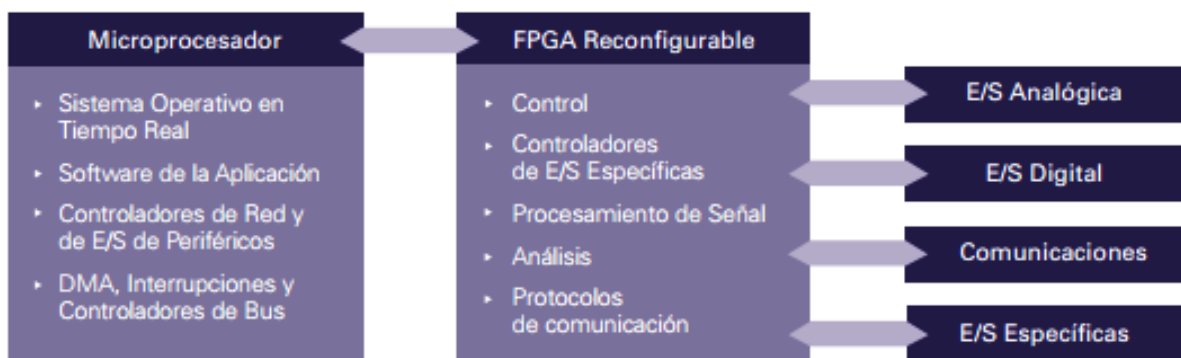 Microprocesador
▸ Sistema Operativo en
Tiempo Real
▸ Software de la Aplicación
▸ Controladores de Red y
de E/S de Periféricos
▸ DMA, Interrupciones y
Controladores de Bus
FPGA Reconfigurable
▸ Control
▸ Controladores
de E/S Específicas
▸ Procesamiento de Señal
▸ Análisis
▸ Protocolos
de comunicación
E/S Analógica
E/S Digital
Comunicaciones
E/S Específicas